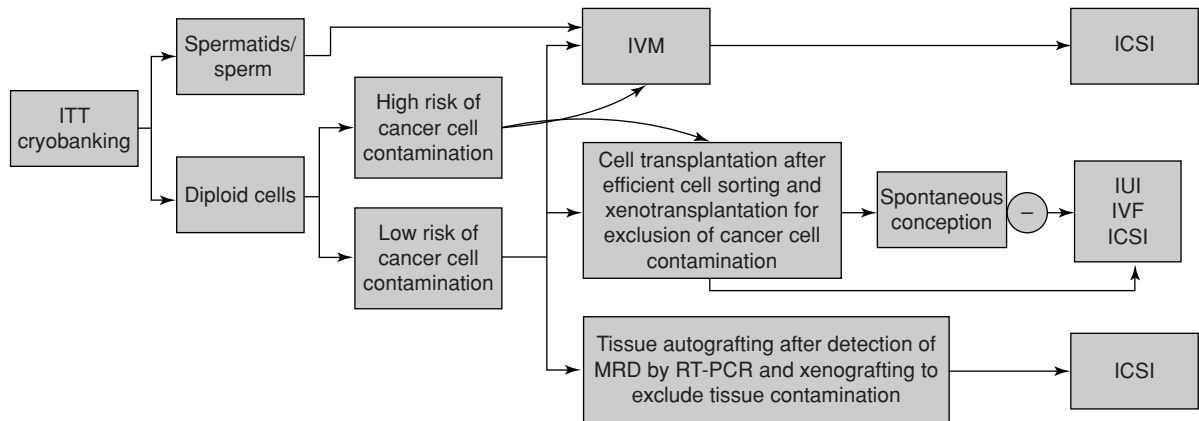 ITT
cryobanking
Spermatids/
sperm
Diploid cells
High risk of
cancer cell
contamination
Low risk of
cancer cell
contamination
IVM
ICSI
Cell transplantation after
efficient cell sorting and
xenotransplantation for
exclusion of cancer cell
contamination
Spontaneous
conception
−
IUI
IVF
ICSI
Tissue autografting after detection of
MRD by RT-PCR and xenografting to
exclude tissue contamination
ICSI